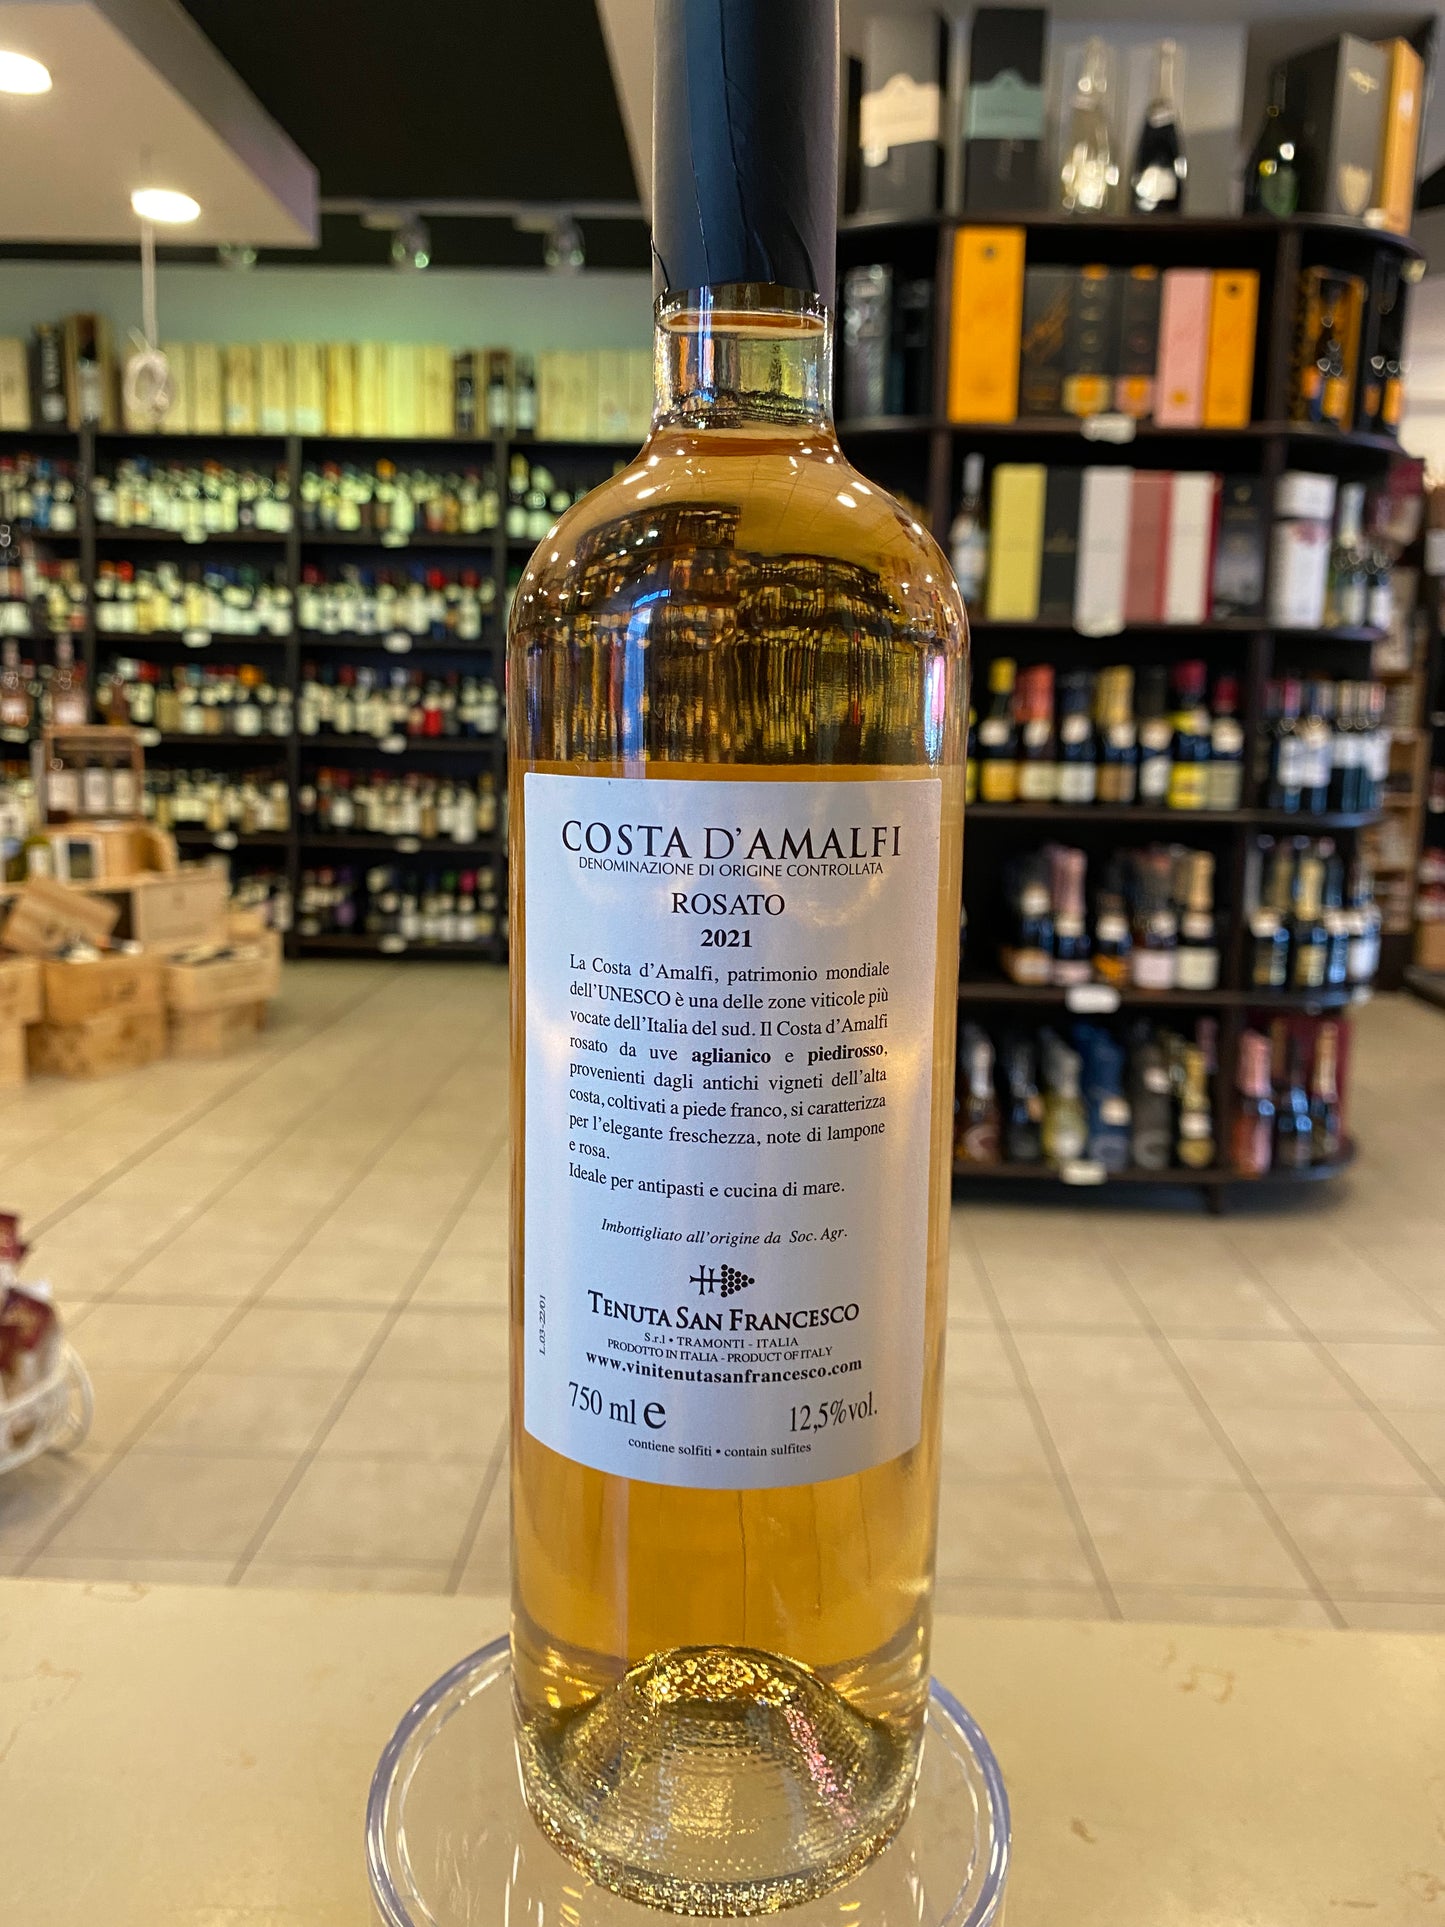 COSTA D'AMALFI
DENOMINAZIONE DI ORIGINE CONTROLLATA
ROSATO
2021
La Costa d'Amalfi, patrimonio mondiale
dell'UNESCO è una delle zone viticole più
vocate dell'Italia del sud. Il Costa d'Amalfi
rosato da uve aglianico e piedirosso,
provenienti dagli antichi vigneti dell'alta
costa, coltivati a piede franco, si caratterizza
per l'elegante freschezza, note di lampone
e rosa.
Ideale per antipasti e cucina di mare.
Imbottigliato all'origine da Soc. Agr.
TENUTA SAN FRANCESCO
S.r.l • TRAMONTI - ITALIA
PRODOTTO IN ITALIA - PRODUCT OF ITALY
www.vinitenutasanfrancesco.com
750 ml e 12,5%vol.
contiene solfiti • contain sulfites
L.03-22/01